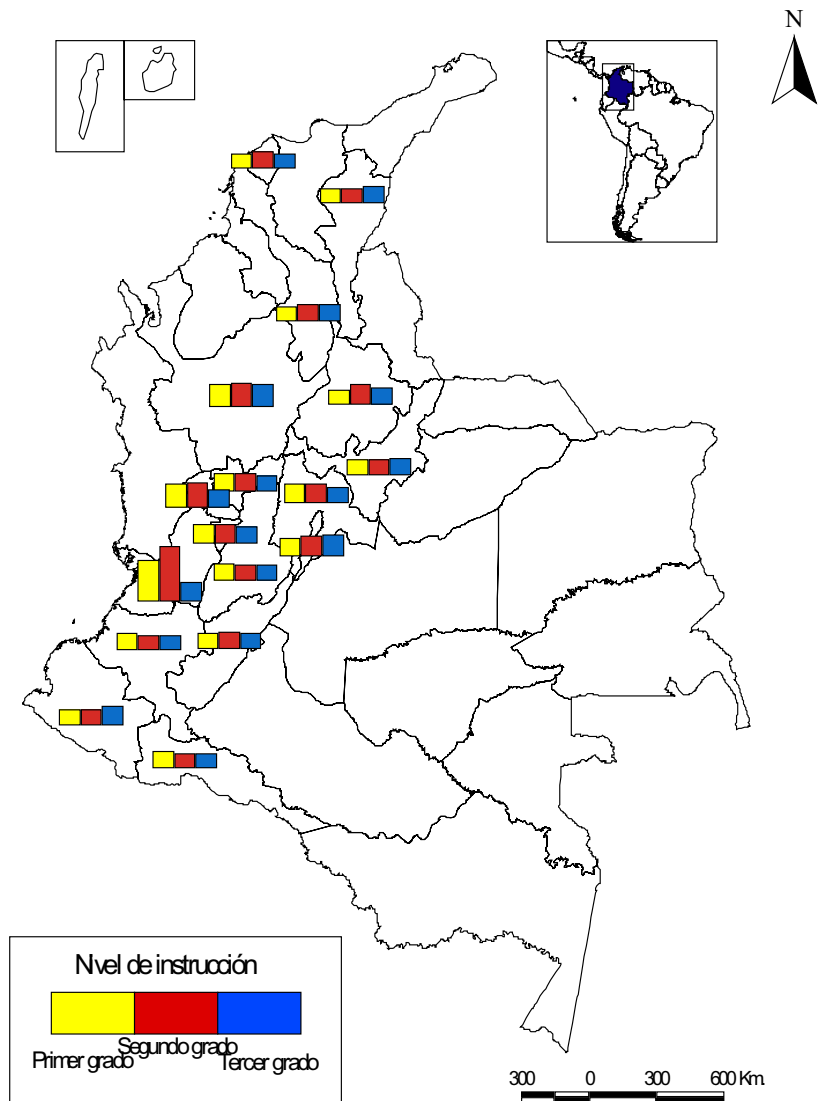 N
Nvel de instrucción
Segundo grado
Primer grado
Tercer grado
300 0 300 600 Km.